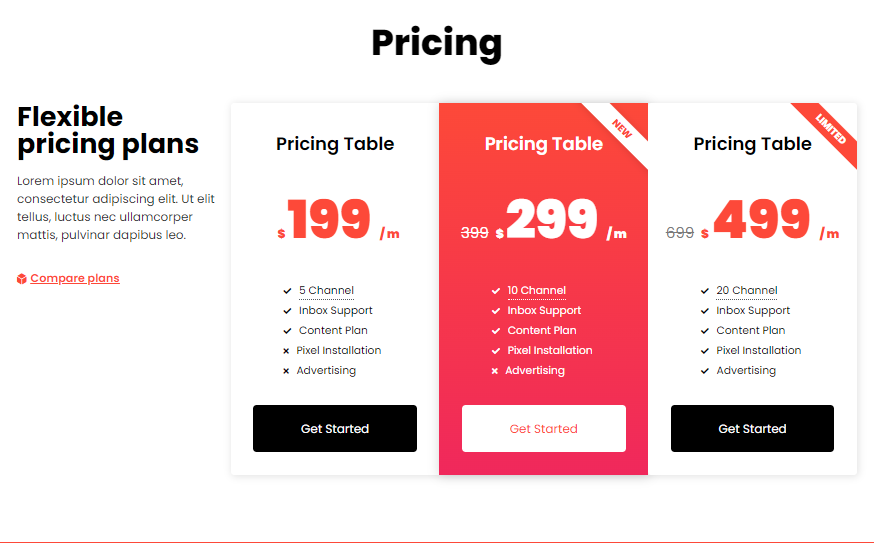 Pricing
Flexible
pricing plans
Lorem ipsum dolor sit amet,
consectetur adipiscing elit. Ut elit
tellus, luctus nec ullamcorper
mattis, pulvinar dapibus leo.
Compare plans
Pricing Table
$199 /m
5 Channel
Inbox Support
Content Plan
Pixel Installation
Advertising
Get Started
NEW
Pricing Table
399 $299 /m
10 Channel
Inbox Support
Content Plan
Pixel Installation
Advertising
Get Started
LIMITED
Pricing Table
699 $499 /m
20 Channel
Inbox Support
Content Plan
Pixel Installation
Advertising
Get Started